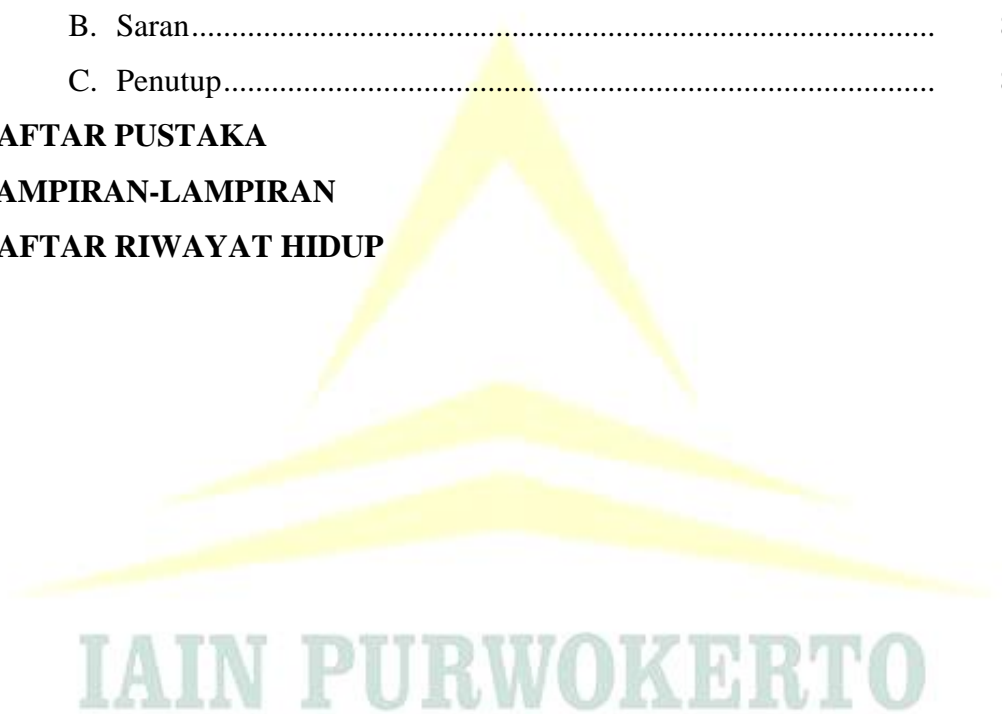 B. Saran...............................................................................
C. Penutup...........................................................................
AFTAR PUSTAKA
AMPIRAN-LAMPIRAN
AFTAR RIWAYAT HIDUP
IAIN PURWOKERTO